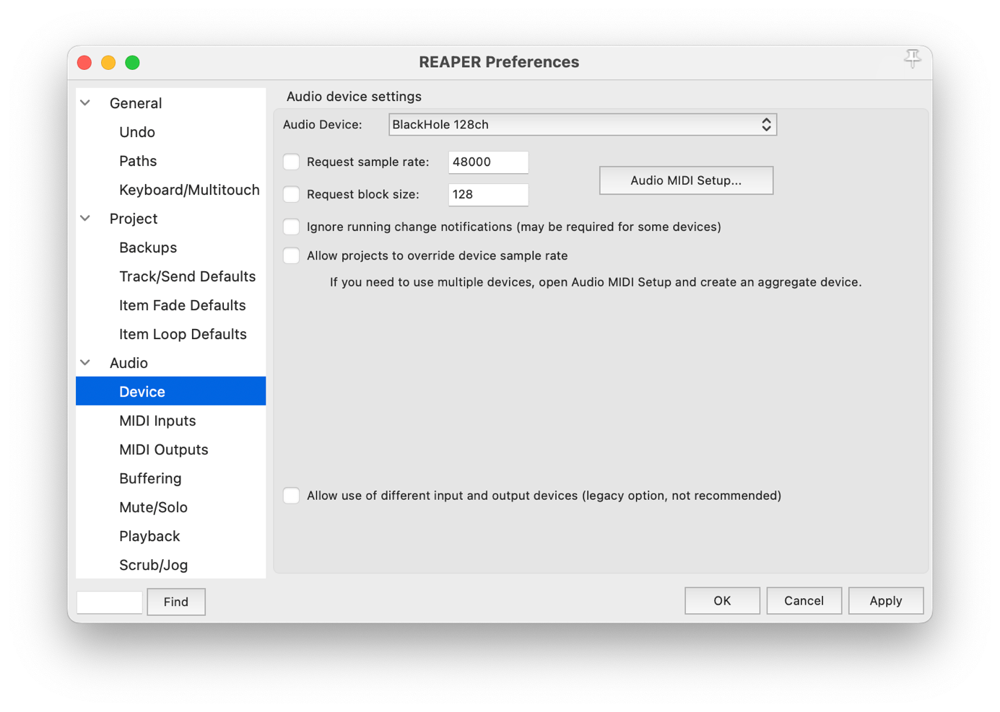 REAPER Preferences
General
Undo
Paths
Keyboard/Multitouch
Project
Backups
Track/Send Defaults
Item Fade Defaults
Item Loop Defaults
Audio
Device
MIDI Inputs
MIDI Outputs
Buffering
Mute/Solo
Playback
Scrub/Jog
Find
Audio device settings
Audio Device: BlackHole 128ch
Request sample rate: 48000
Request block size: 128
Audio MIDI Setup...
Ignore running change notifications (may be required for some devices)
Allow projects to override device sample rate
If you need to use multiple devices, open Audio MIDI Setup and create an aggregate device.
Allow use of different input and output devices (legacy option, not recommended)
OK Cancel Apply